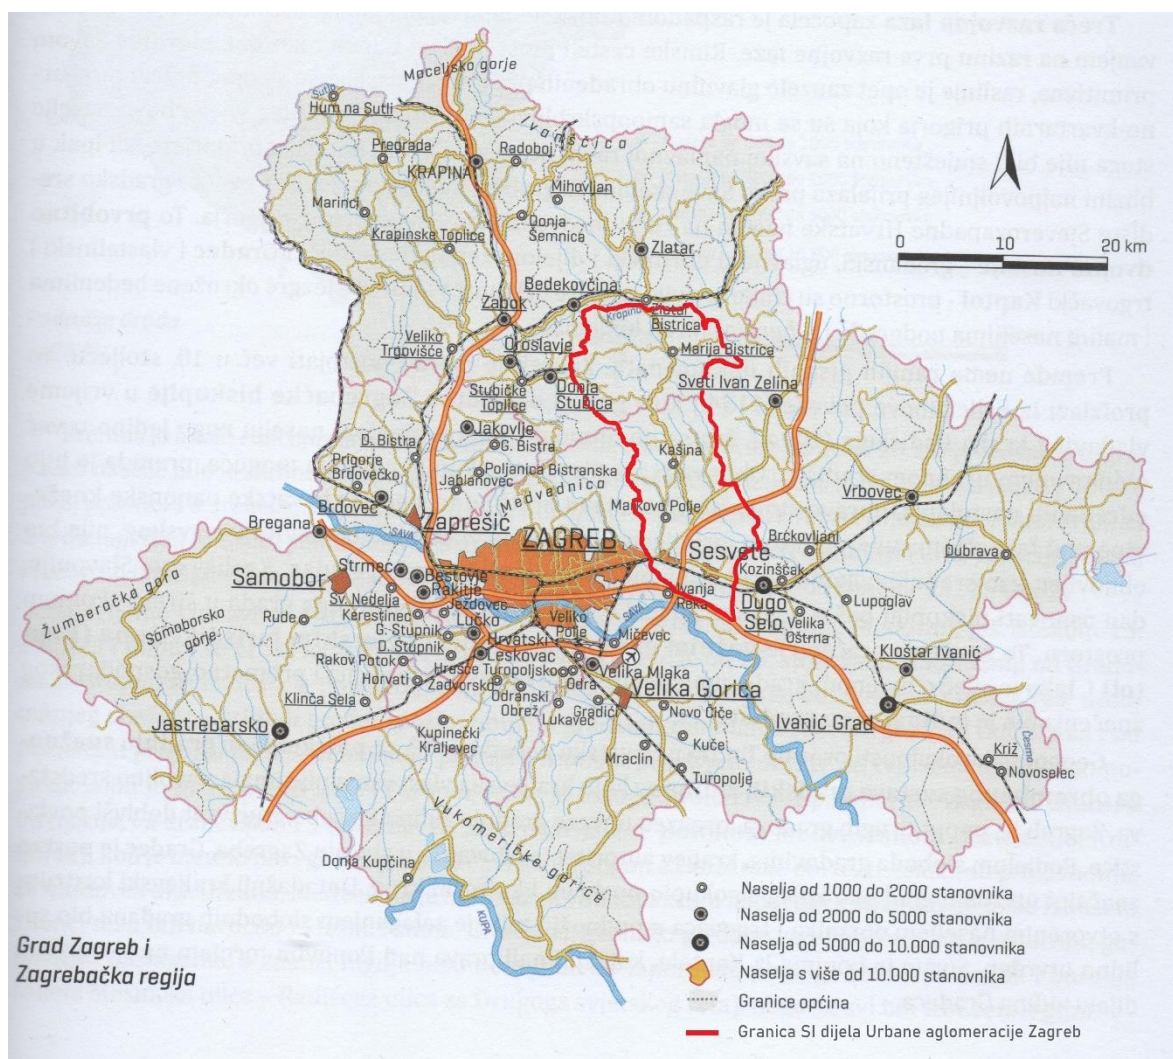 Maceljsko gorje
Sutla
Hum na Sutli
Ivanščica
Pregrada
Radoboj
KRAPINA
Mihovljan
Marinci
Donja
Šemnica
Krapinske Toplice
Zlatar
0 10 20 km
Bedekovčina
Zabok
Krapina
Zlatar
Bistrica
Veliko
Trgovišće
Oroslavje
Marija Bistrica
Stubičke
Toplice
Donja
Stubica
Sveti Ivan Zelina
Jakovlje
D. Bistra
G. Bistra
Kašina
Prigorje
Brdovečko
Poljanica Bistranska
Jablanovec
Medvednica
Vrbovec
Brdovec
Markovo Polje
Bregana
SAVA
Zaprešić
ZAGREB
Sesvete
Brčkovljani
Dubrava
Kozinščak
Samobor
Strmec
Bestovje
Rakitje
Žumberačka gora
Sv. Nedelja
Ježdovec
Ivanja
Reka
Dugo
Selo
Lupoglav
Samoborsko
gorje
Rude
Kerestinec
Lučko
SAVA
Veliko
Polje
Velika
Oštrna
G. Stupnik
Hrvatski
Leskovac
Mičevec
Kloštar Ivanić
D. Stupnik
Rakov Potok
Hrašće Turopoljsko
Velika Mlaka
Horvati
Zadvorsko
Odra
Velika Gorica
Klinča Sela
Odranski
Obrež
Gradići
Lukavec
Novo Čiče
Ivanić Grad
Jastrebarsko
Kupinečki
Kraljevec
Kuče
Česma
Mraclin
Križ
Novoselec
Turopolje
Vukomeričke gorice
Donja Kupčina
KUPA
Naselja od 1000 do 2000 stanovnika
Naselja od 2000 do 5000 stanovnika
Naselja od 5000 do 10.000 stanovnika
Naselja s više od 10.000 stanovnika
Granice općina
Granica SI dijela Urbane aglomeracije Zagreb
Grad Zagreb i
Zagrebačka regija